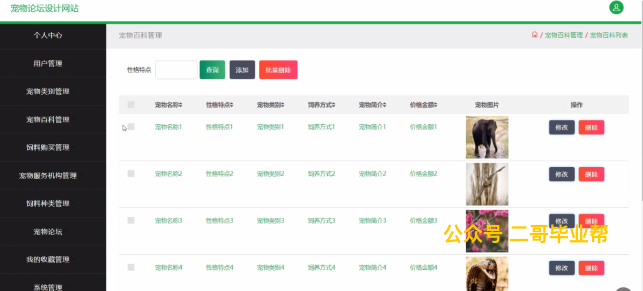 宠物论坛设计网站
个人中心
用户管理
宠物类别管理
宠物百科管理
饲料购买管理
宠物服务机构管理
饲料种类管理
宠物论坛
我的收藏管理
系统管理
宠物百科管理
/ 宠物百科管理 / 宠物百科列表
性格特点 查询 添加 批量删除
宠物名称 性格特点 宠物类别 饲养方式 宠物简介 价格金额 宠物图片 操作
宠物名称1 性格特点1 宠物类别1 饲养方式1 宠物简介1 价格金额1 修改 删除
宠物名称2 性格特点2 宠物类别2 饲养方式2 宠物简介2 价格金额2 修改 删除
宠物名称3 性格特点3 宠物类别3 饲养方式3 宠物简介3 价格金额3 修改 删除
公众号 二哥毕业帮
宠物名称4 性格特点4 宠物类别4 饲养方式4 宠物简介4 价格金额4 修改 删除